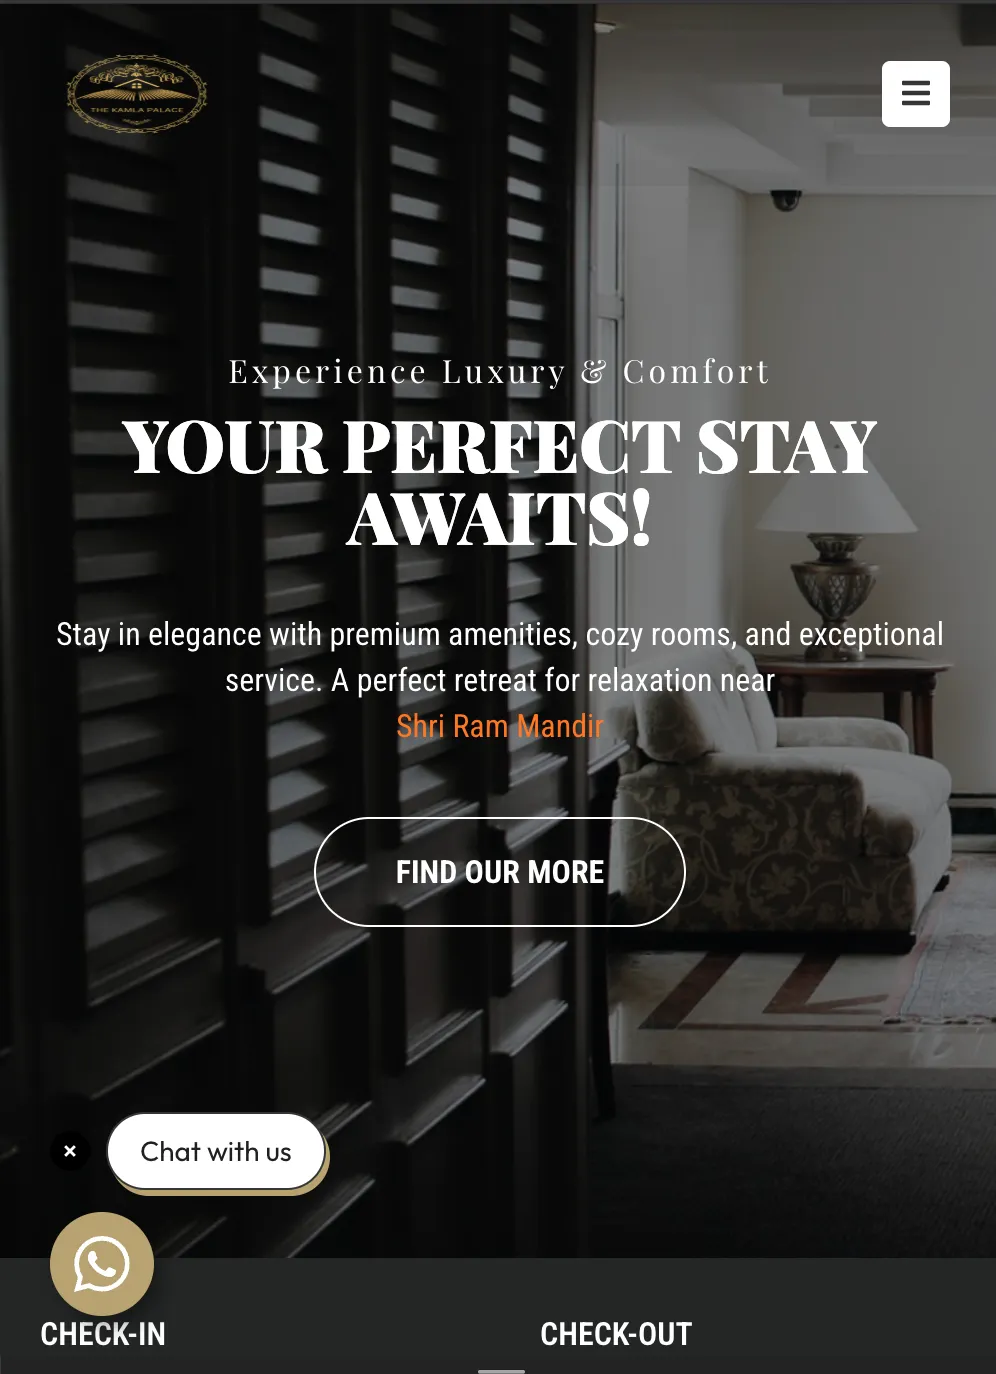 THE KAMLA PALACE
Experience Luxury & Comfort
YOUR PERFECT STAY
AWAITS!
Stay in elegance with premium amenities, cozy rooms, and exceptional
service. A perfect retreat for relaxation near
Shri Ram Mandir
FIND OUR MORE
× Chat with us
CHECK-IN CHECK-OUT